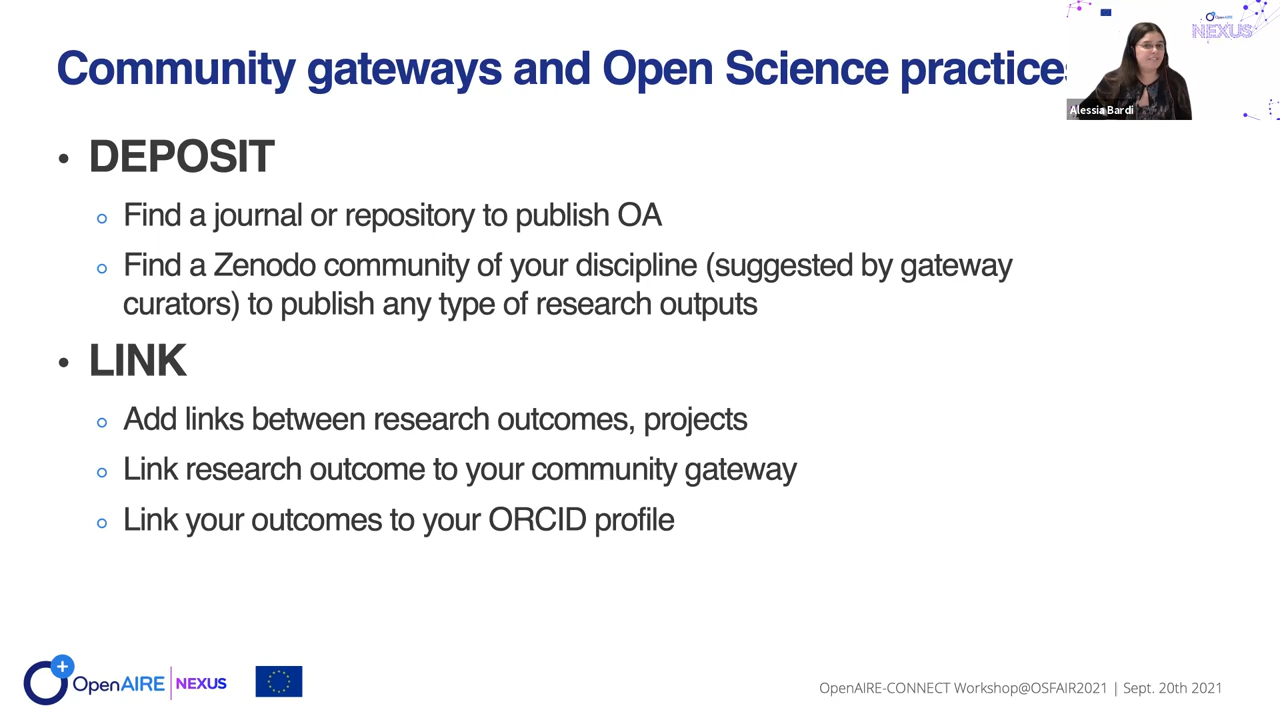 Community gateways and Open Science practices
OpenAIRE
NEXUS
Alessia Bardi
• DEPOSIT
Find a journal or repository to publish OA
Find a Zenodo community of your discipline (suggested by gateway
curators) to publish any type of research outputs
• LINK
Add links between research outcomes, projects
Link research outcome to your community gateway
Link your outcomes to your ORCID profile
OpenAIRE | NEXUS
OpenAIRE-CONNECT Workshop@OSFAIR2021 | Sept. 20th 2021